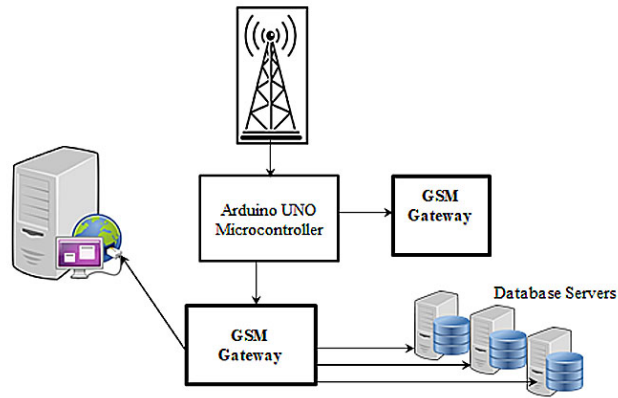 Arduino UNO
Microcontroller
GSM
Gateway
Database Servers
GSM
Gateway